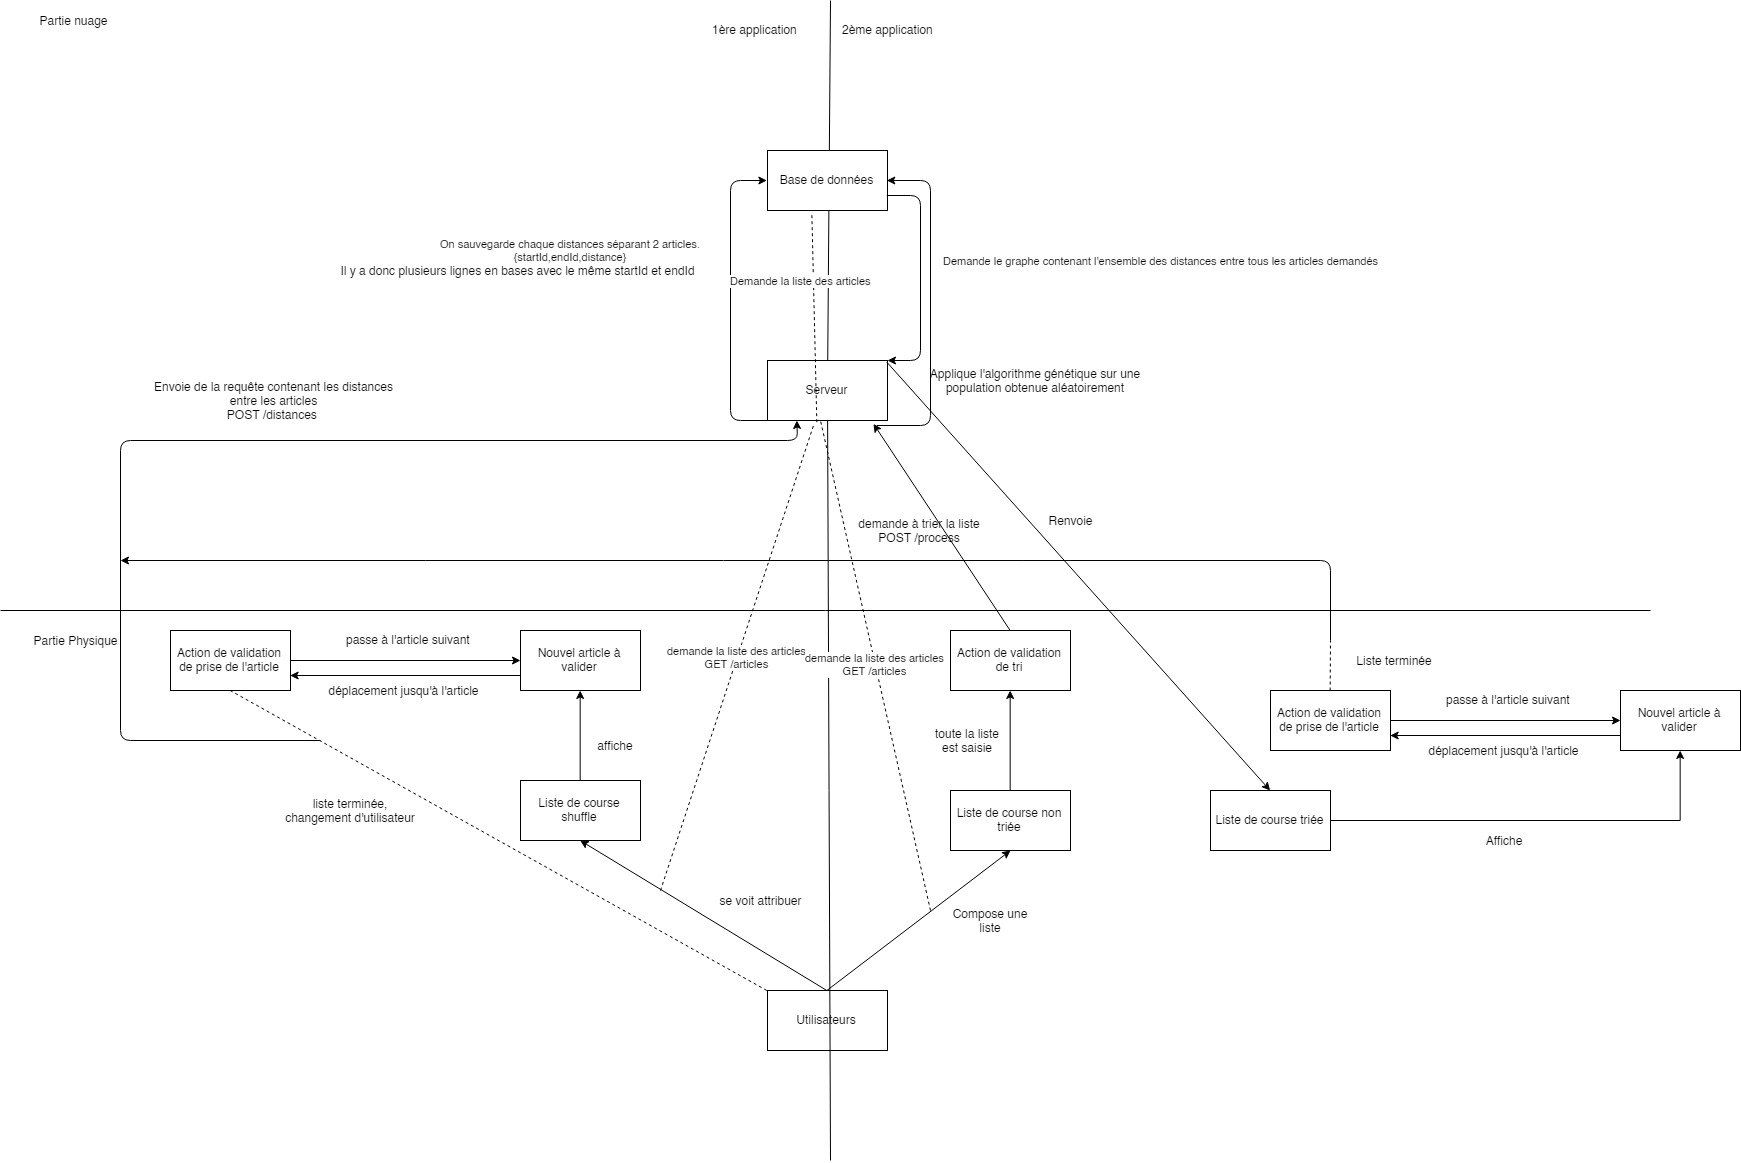 Partie nuage
1ère application
2ème application
Base de données
On sauvegarde chaque distances séparant 2 articles.
{startId,endId,distance}
Il y a donc plusieurs lignes en bases avec le même startId et endId
Demande la liste des articles
Demande le graphe contenant l'ensemble des distances entre tous les articles demandés
Serveur
Applique l'algorithme génétique sur une
population obtenue aléatoirement
Envoie de la requête contenant les distances
entre les articles
POST /distances
demande à trier la liste
POST /process
Renvoie
Partie Physique
Action de validation
de prise de l'article
passe à l'article suivant
déplacement jusqu'à l'article
Nouvel article à
valider
demande la liste des articles
GET /articles
demande la liste des articles
GET /articles
Action de validation
de tri
Liste terminée
Action de validation
de prise de l'article
passe à l'article suivant
déplacement jusqu'à l'article
Nouvel article à
valider
affiche
toute la liste
est saisie
liste terminée,
changement d'utilisateur
Liste de course
shuffle
Liste de course non
triée
Liste de course triée
Affiche
se voit attribuer
Compose une
liste
Utilisateurs